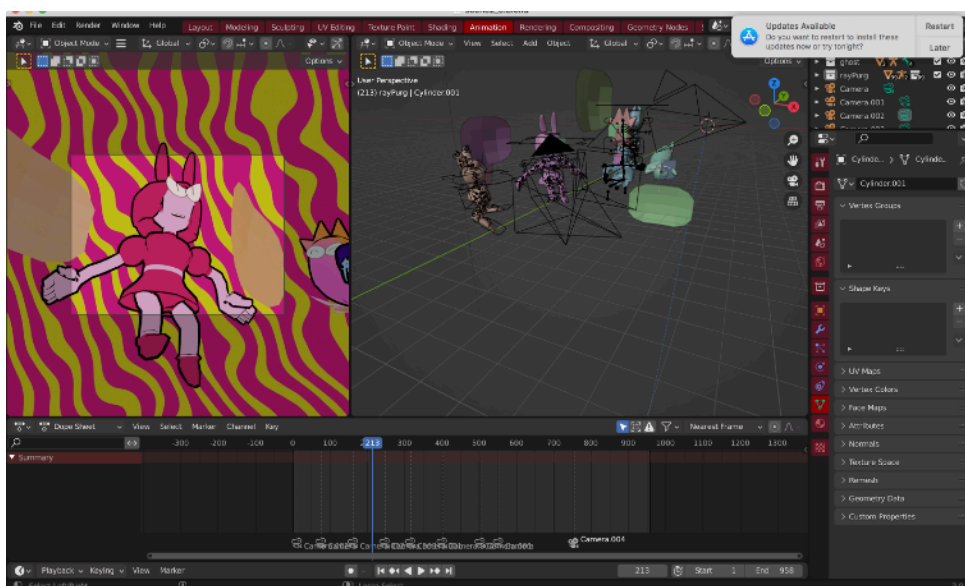 File Edit Render Window Help Layout Modeling Sculpting UV Editing Texture Paint Shading Animation Rendering Compositing Geometry Nodes
Updates Available
Do you want to restart to install these
updates now or try tonight?
Restart
Later
Object Mode Global
Object Mode View Select Add Object Global
Options
Options
User Perspective
(213) rayPurg | Cylinder.001
ghost
rayPurg
Camera
Camera.001
Camera.002
Cylinde... Cylinde...
Cylinder.001
Vertex Groups
Shape Keys
UV Maps
Vertex Colors
Face Maps
Attributes
Normals
Texture Space
Remesh
Geometry Data
Custom Properties
Dope Sheet View Select Marker Channel Key Nearest Frame
-300 -200 -100 0 100 213 300 400 500 600 700 800 900 1000 1100 1200 1300
Summary
Camera.004
Playback Keying View Marker 213 Start 1 End 958